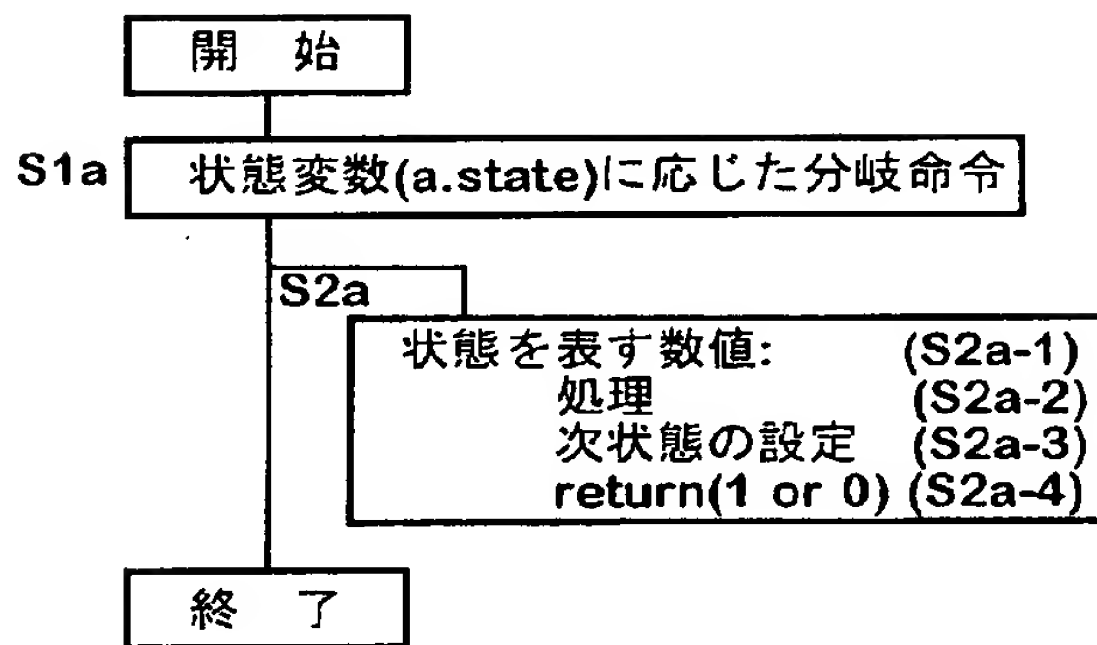 開 始
S1a 状態変数(a.state)に応じた分岐命令
S2a
状態を表す数値: (S2a-1)
処理 (S2a-2)
次状態の設定 (S2a-3)
return(1 or 0) (S2a-4)
終 了